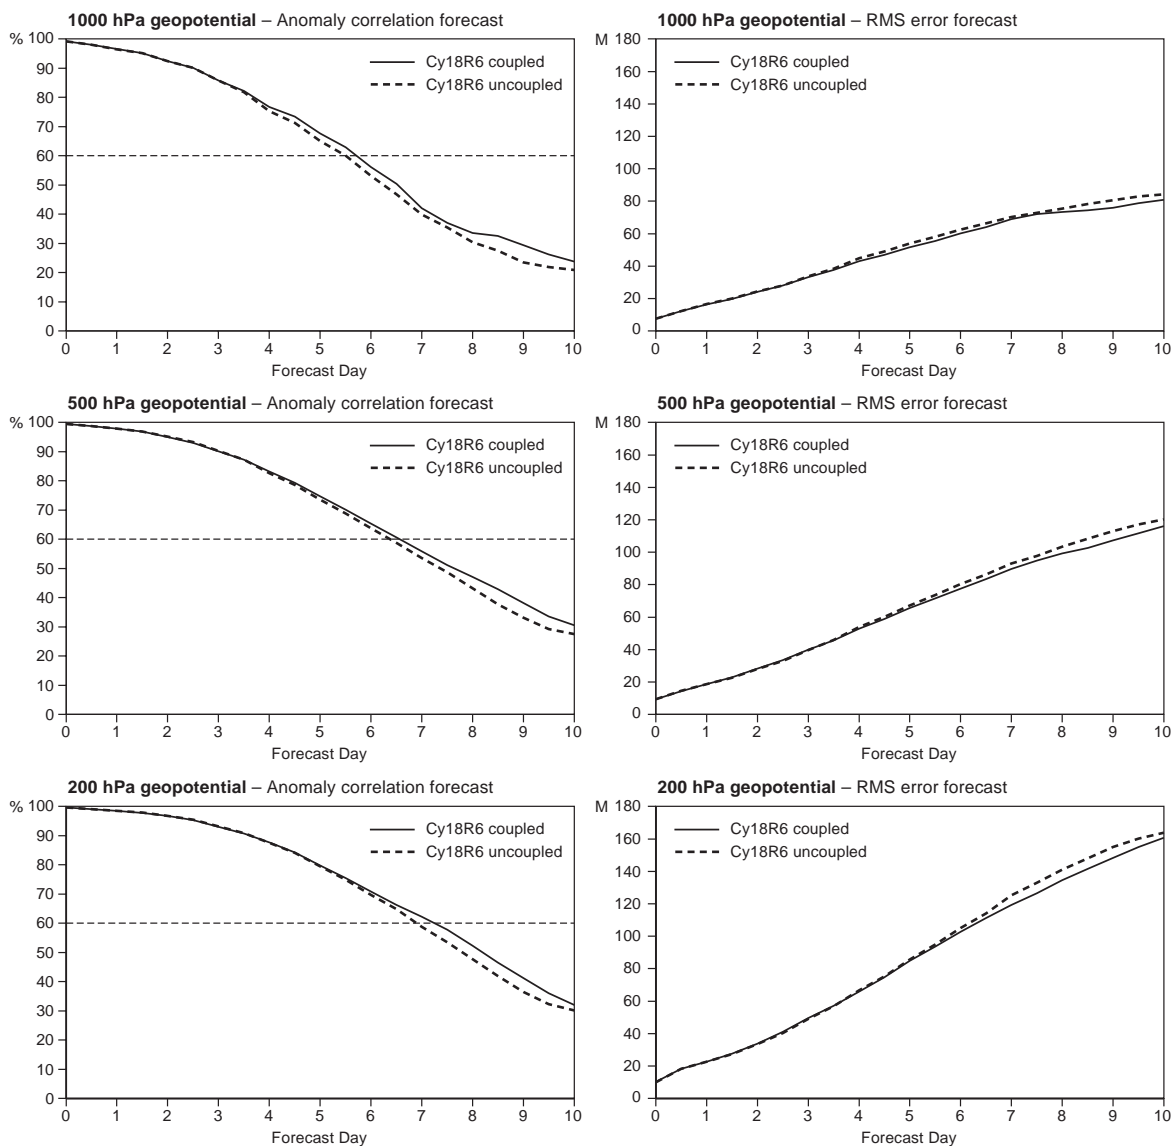 1000 hPa geopotential – Anomaly correlation forecast
% 100
90
80
70
60
50
40
30
20
10
0
Cy18R6 coupled
Cy18R6 uncoupled
0 1 2 3 4 5 6 7 8 9 10
Forecast Day
1000 hPa geopotential – RMS error forecast
M 180
160
140
120
100
80
60
40
20
0
Cy18R6 coupled
Cy18R6 uncoupled
0 1 2 3 4 5 6 7 8 9 10
Forecast Day
500 hPa geopotential – Anomaly correlation forecast
% 100
90
80
70
60
50
40
30
20
10
0
Cy18R6 coupled
Cy18R6 uncoupled
0 1 2 3 4 5 6 7 8 9 10
Forecast Day
500 hPa geopotential – RMS error forecast
M 180
160
140
120
100
80
60
40
20
0
Cy18R6 coupled
Cy18R6 uncoupled
0 1 2 3 4 5 6 7 8 9 10
Forecast Day
200 hPa geopotential – Anomaly correlation forecast
% 100
90
80
70
60
50
40
30
20
10
0
Cy18R6 coupled
Cy18R6 uncoupled
0 1 2 3 4 5 6 7 8 9 10
Forecast Day
200 hPa geopotential – RMS error forecast
M 180
160
140
120
100
80
60
40
20
0
Cy18R6 coupled
Cy18R6 uncoupled
0 1 2 3 4 5 6 7 8 9 10
Forecast Day